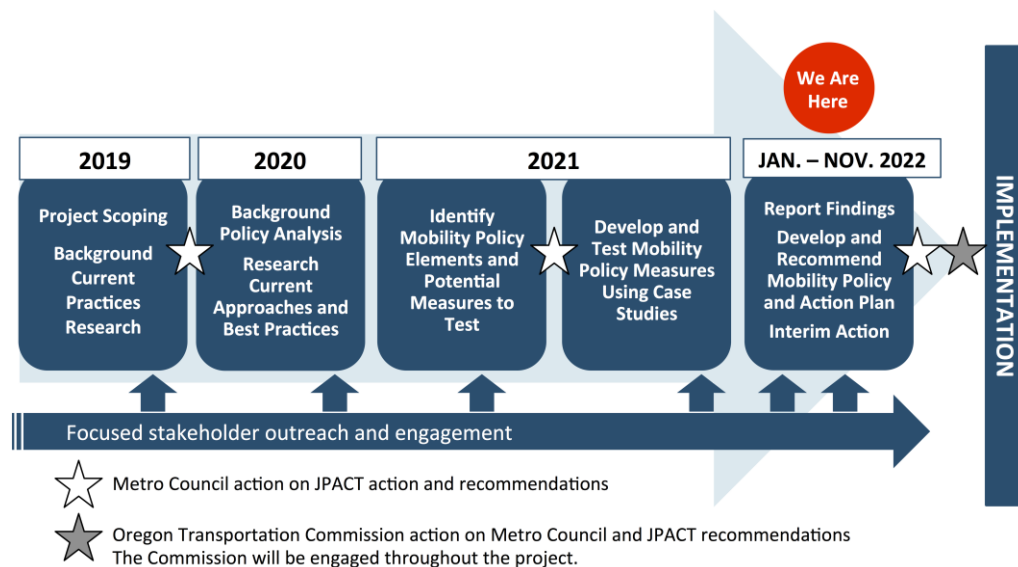 We Are
Here
2019
2020
2021
JAN. – NOV. 2022
Project Scoping
Background
Current
Practices
Research
Background
Policy Analysis
Research
Current
Approaches and
Best Practices
Identify
Mobility Policy
Elements and
Potential
Measures to
Test
Develop and
Test Mobility
Policy Measures
Using Case
Studies
Report Findings
Develop and
Recommend
Mobility Policy
and Action Plan
Interim Action
IMPLEMENTATION
Focused stakeholder outreach and engagement
Metro Council action on JPACT action and recommendations
Oregon Transportation Commission action on Metro Council and JPACT recommendations
The Commission will be engaged throughout the project.